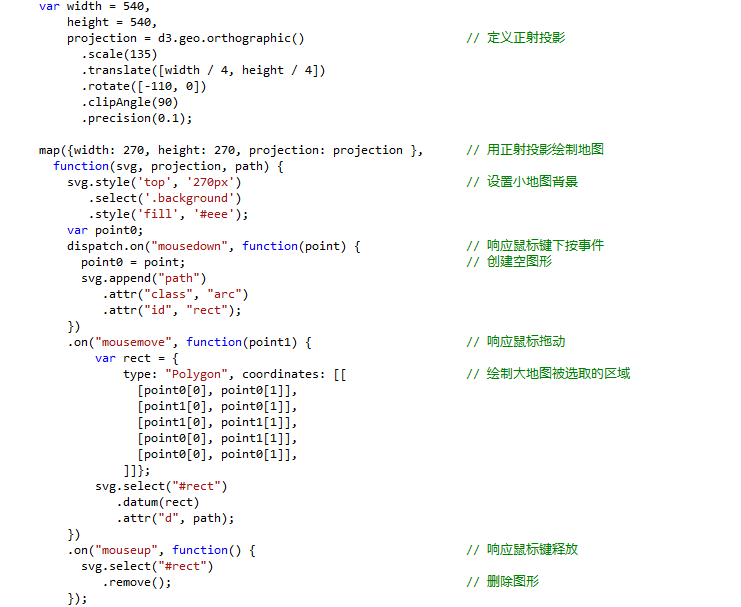 var width = 540,
    height = 540,
    projection = d3.geo.orthographic()                       // 定义正射投影
      .scale(135)
      .translate([width / 4, height / 4])
      .rotate([-110, 0])
      .clipAngle(90)
      .precision(0.1);

map({width: 270, height: 270, projection: projection },      // 用正射投影绘制地图
  function(svg, projection, path) {
    svg.style('top', '270px')                                // 设置小地图背景
       .select('.background')
       .style('fill', '#eee');
    var point0;
    dispatch.on("mousedown", function(point) {               // 响应鼠标键下按事件
      point0 = point;                                        // 创建空图形
      svg.append("path")
         .attr("class", "arc")
         .attr("id", "rect");
    })
    .on("mousemove", function(point1) {                      // 响应鼠标拖动
        var rect = {
            type: "Polygon", coordinates: [[                 // 绘制大地图被选取的区域
              [point0[0], point0[1]],
              [point1[0], point0[1]],
              [point1[0], point1[1]],
              [point0[0], point1[1]],
              [point0[0], point0[1]],
            ]]};
        svg.select("#rect")
           .datum(rect)
           .attr("d", path);
    })
    .on("mouseup", function() {                              // 响应鼠标键释放
      svg.select("#rect")
         .remove();                                          // 删除图形
    });